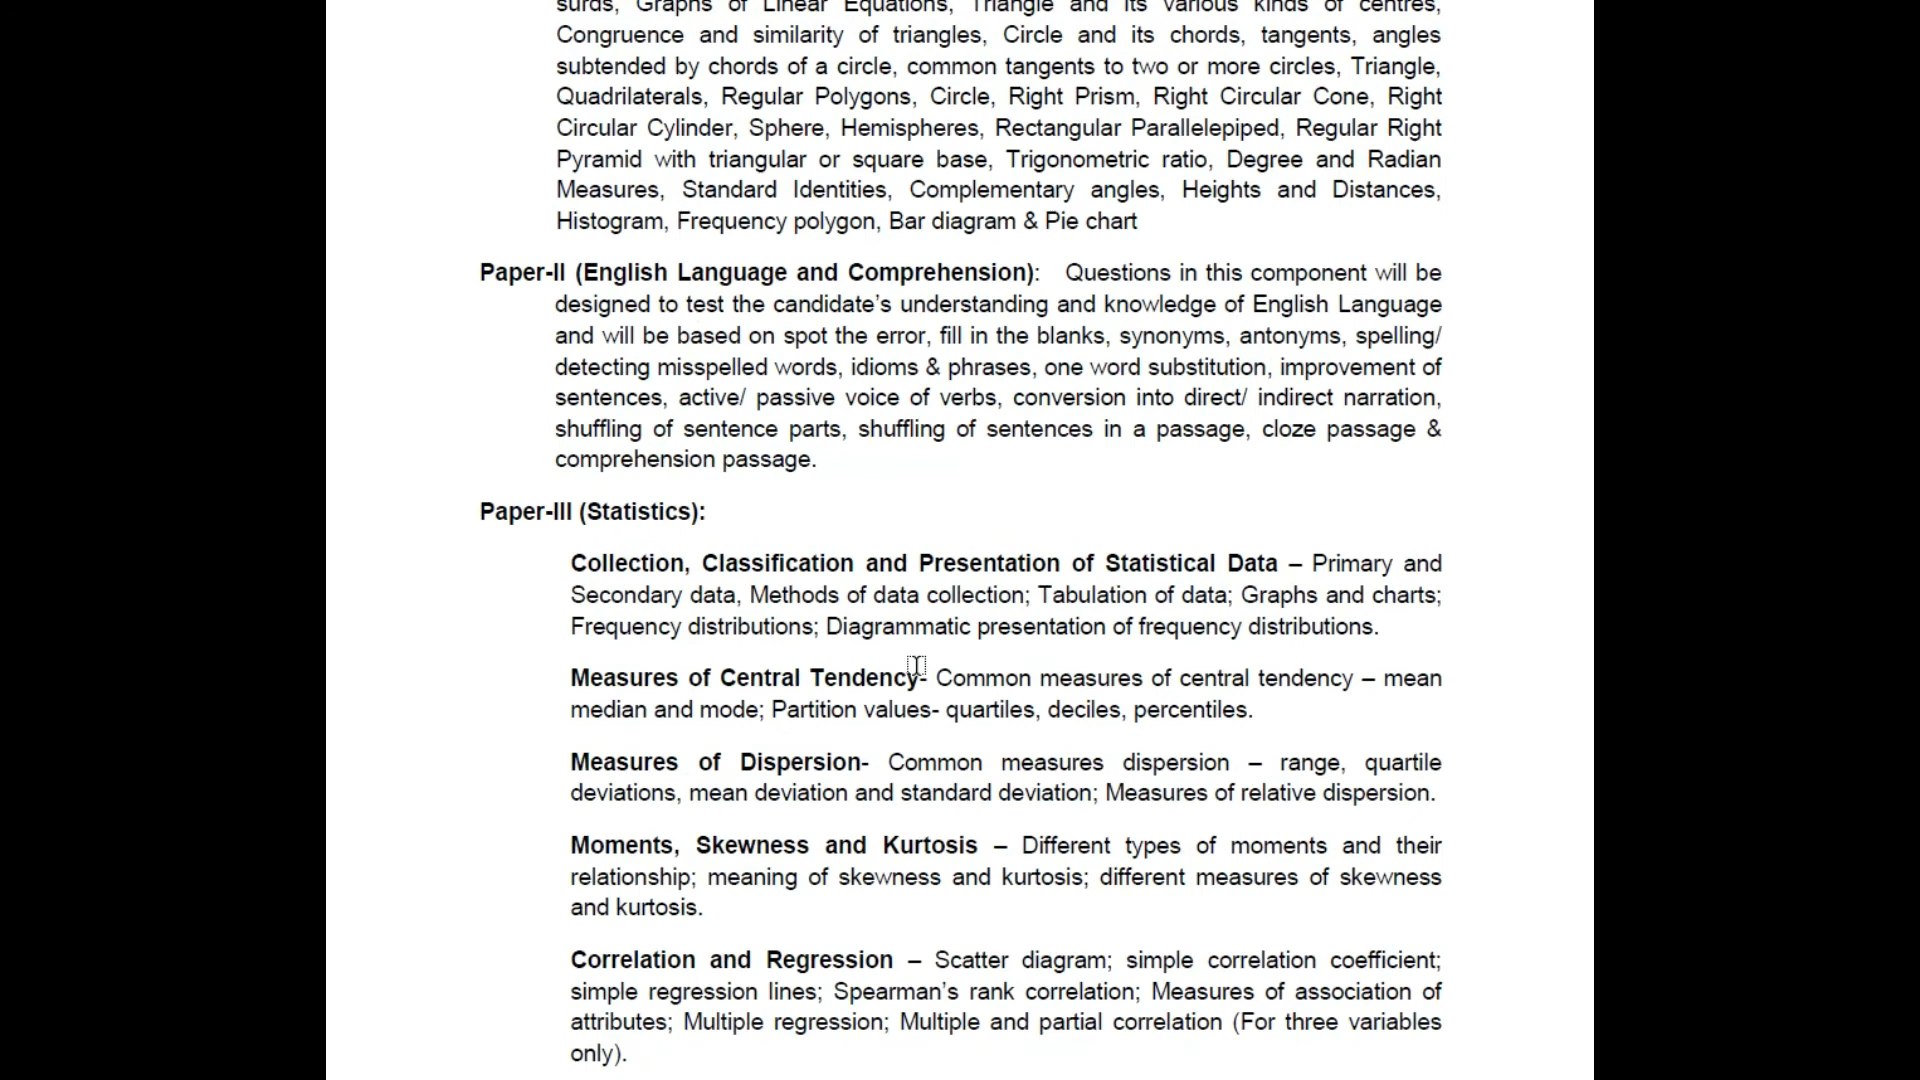 surds, Graphs of Linear Equations, Triangle and its various kinds of centres,
Congruence and similarity of triangles, Circle and its chords, tangents, angles
subtended by chords of a circle, common tangents to two or more circles, Triangle,
Quadrilaterals, Regular Polygons, Circle, Right Prism, Right Circular Cone, Right
Circular Cylinder, Sphere, Hemispheres, Rectangular Parallelepiped, Regular Right
Pyramid with triangular or square base, Trigonometric ratio, Degree and Radian
Measures, Standard Identities, Complementary angles, Heights and Distances,
Histogram, Frequency polygon, Bar diagram & Pie chart
Paper-II (English Language and Comprehension): Questions in this component will be
designed to test the candidate’s understanding and knowledge of English Language
and will be based on spot the error, fill in the blanks, synonyms, antonyms, spelling/
detecting misspelled words, idioms & phrases, one word substitution, improvement of
sentences, active/ passive voice of verbs, conversion into direct/ indirect narration,
shuffling of sentence parts, shuffling of sentences in a passage, cloze passage &
comprehension passage.
Paper-III (Statistics):
Collection, Classification and Presentation of Statistical Data – Primary and
Secondary data, Methods of data collection; Tabulation of data; Graphs and charts;
Frequency distributions; Diagrammatic presentation of frequency distributions.
Measures of Central Tendency- Common measures of central tendency – mean
median and mode; Partition values- quartiles, deciles, percentiles.
Measures of Dispersion- Common measures dispersion – range, quartile
deviations, mean deviation and standard deviation; Measures of relative dispersion.
Moments, Skewness and Kurtosis – Different types of moments and their
relationship; meaning of skewness and kurtosis; different measures of skewness
and kurtosis.
Correlation and Regression – Scatter diagram; simple correlation coefficient;
simple regression lines; Spearman’s rank correlation; Measures of association of
attributes; Multiple regression; Multiple and partial correlation (For three variables
only).